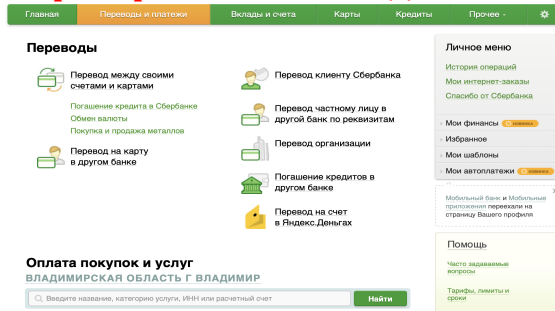 Главная Переводы и платежи Вклады и счета Карты Кредиты Прочее
Переводы
Перевод между своими
счетами и картами
Погашение кредита в Сбербанке
Обмен валюты
Покупка и продажа металлов
Перевод на карту
в другом банке
Перевод клиенту Сбербанка
Перевод частному лицу в
другой банк по реквизитам
Перевод организации
Погашение кредитов в
другом банке
Перевод на счет
в Яндекс.Деньгах
Оплата покупок и услуг
ВЛАДИМИРСКАЯ ОБЛАСТЬ Г ВЛАДИМИР
Введите название, категорию услуги, ИНН или расчетный счет
Найти
Личное меню
История операций
Мои интернет-заказы
Спасибо от Сбербанка
Мои финансы
Избранное
Мои шаблоны
Мои автоплатежи
Мобильный банк и Мобильные
приложения переехали на
страницу Вашего профиля
Помощь
Часто задаваемые
вопросы
Тарифы, лимиты и
сроки